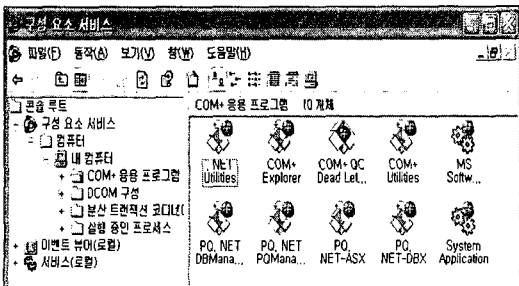 구성 요소 서비스
파일(F) 동작(A) 보기(V) 창(W) 도움말(H)
콘솔 루트
구성 요소 서비스
컴퓨터
내 컴퓨터
COM+ 응용 프로그램
DCOM 구성
분산 트랜잭션 코디네(
실행 중인 프로세스
이벤트 뷰어(로컬)
서비스(로컬)
COM+ 응용 프로그램 10 개체
.NET Utilities
COM+ Explorer
COM+ QC Dead Let...
COM+ Utilities
MS Softw...
PQ, NET DBMana...
PQ, NET PQMana...
PQ, NET-ASX
PQ, NET-DBX
System Application